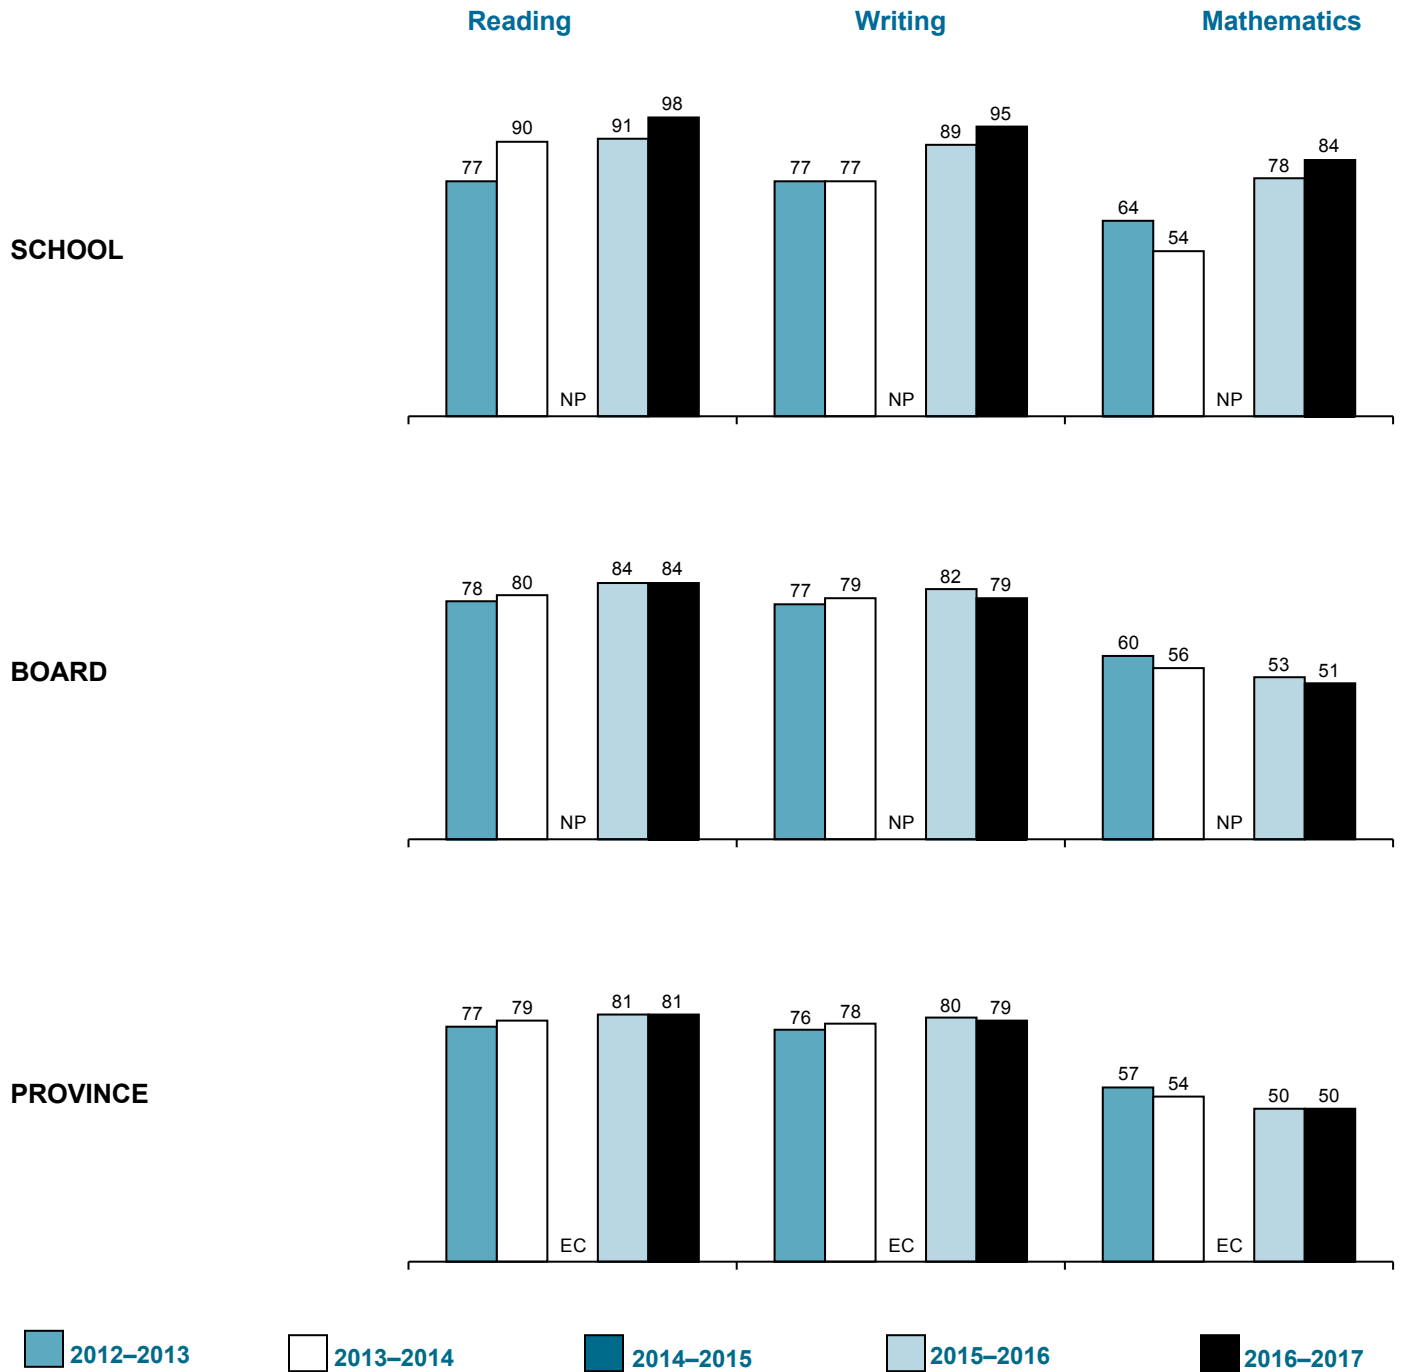 Reading Writing Mathematics
SCHOOL
77 90 NP 91 98 77 77 NP 89 95 64 54 NP 78 84
BOARD
78 80 NP 84 84 77 79 NP 82 79 60 56 NP 53 51
PROVINCE
77 79 EC 81 81 76 78 EC 80 79 57 54 EC 50 50
2012–2013 2013–2014 2014–2015 2015–2016 2016–2017